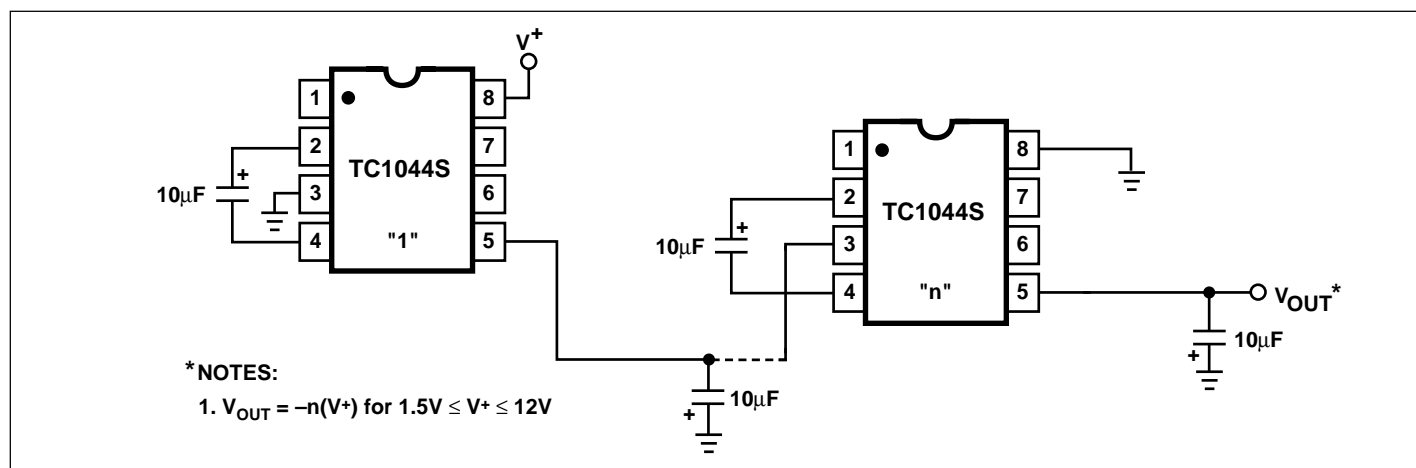 V+
1 8
2 7
TC1044S
3 6
4 "1" 5
+
10µF
1 8
2 7
TC1044S
3 6
4 "n" 5
+
10µF
VOUT*
+
10µF
+
10µF
*NOTES:
1. VOUT = –n(V+) for 1.5V ≤ V+ ≤ 12V